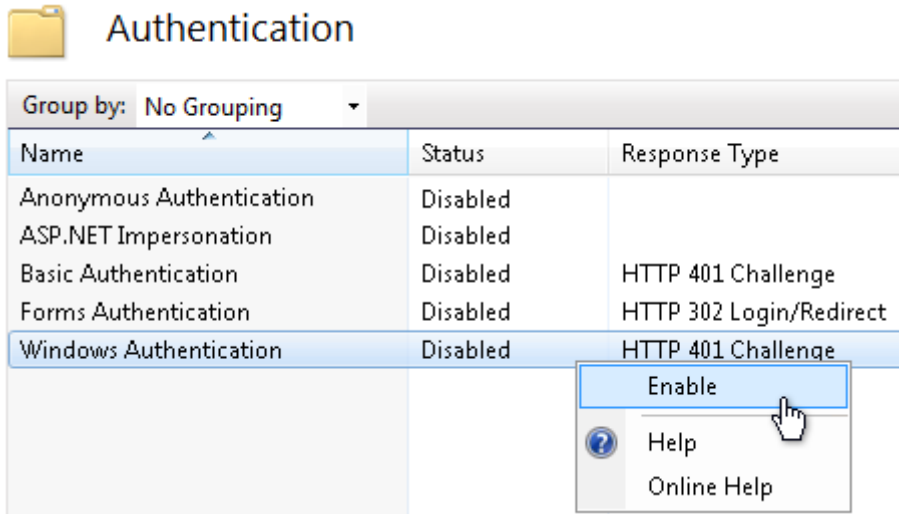 Authentication
Group by: No Grouping
Name Status Response Type
Anonymous Authentication Disabled
ASP.NET Impersonation Disabled
Basic Authentication Disabled HTTP 401 Challenge
Forms Authentication Disabled HTTP 302 Login/Redirect
Windows Authentication Disabled HTTP 401 Challenge
Enable
Help
Online Help